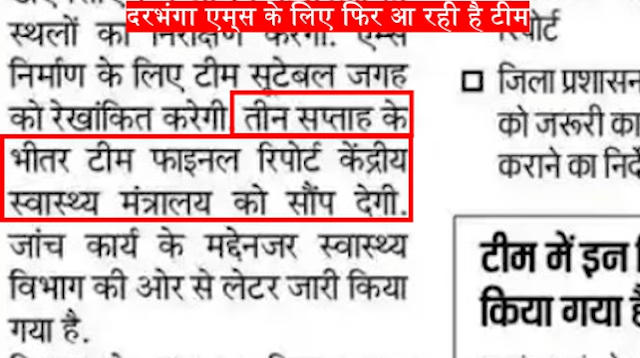 दरभंगा एम्स के लिए फिर आ रही है टीम
स्थलों का निरीक्षण करेगी. एम्स
निर्माण के लिए टीम सूटेबल जगह
को रेखांकित करेगी तीन सप्ताह के
भीतर टीम फाइनल रिपोर्ट केंद्रीय
स्वास्थ्य मंत्रालय को सौंप देगी.
जांच कार्य के मद्देनजर स्वास्थ्य
विभाग की ओर से लेटर जारी किया
गया है.
रिपोर्ट
जिला प्रशासन
को जरूरी का
कराने का निर्दे
टीम में इन
किया गया है